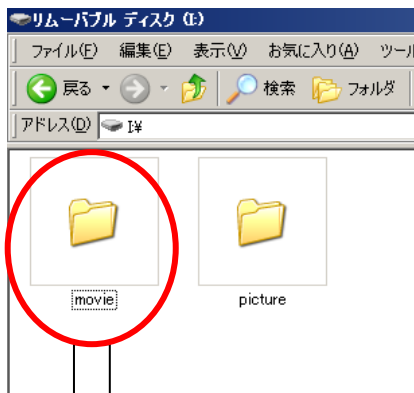 リムーバブル ディスク (I:)
ファイル(F) 編集(E) 表示(V) お気に入り(A) ツール
戻る 検索 フォルダ
アドレス(D) I:¥
movie picture